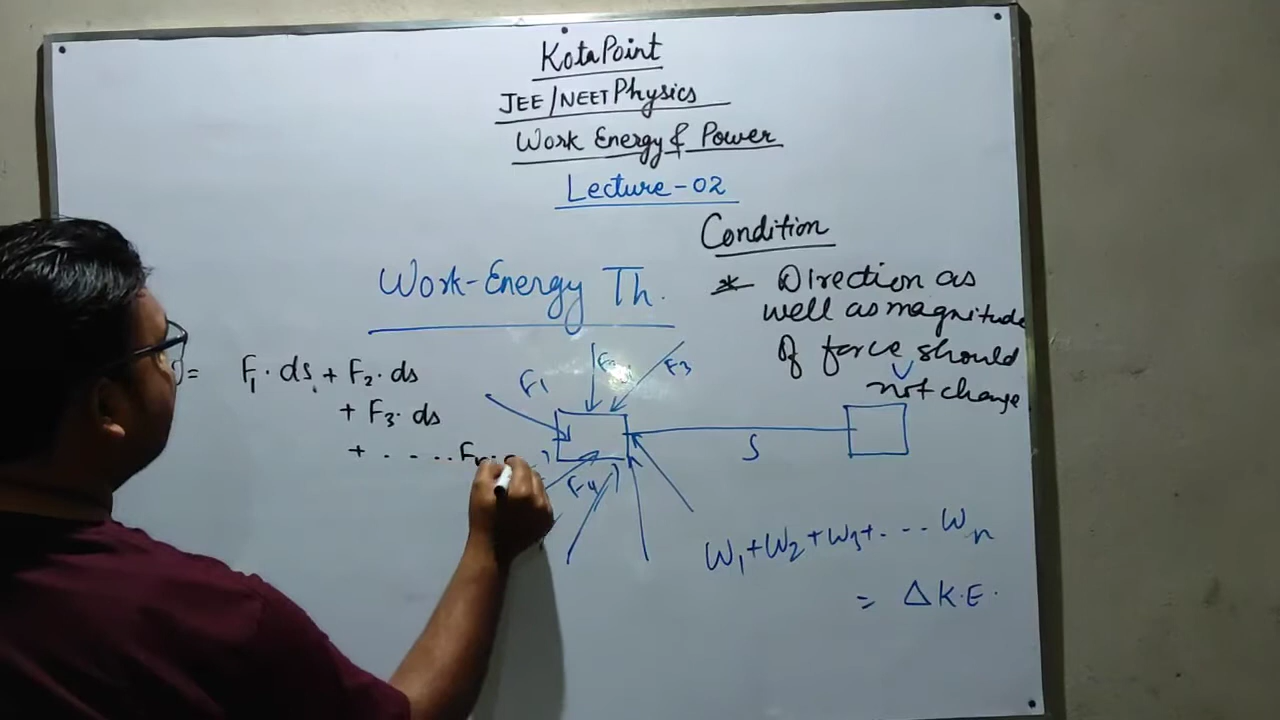 KotaPoint
JEE/NEET Physics
Work Energy & Power
Lecture-02
Condition
Work-Energy Th.
* Direction as
well as magnitude
of force should
not change
= F₁· ds + F₂· ds
+ F₃· ds
+ . . . . Fₙ.
F₁
F₃
F₄
S
W₁+W₂+W₃+. . . Wₙ
= ΔK.E.